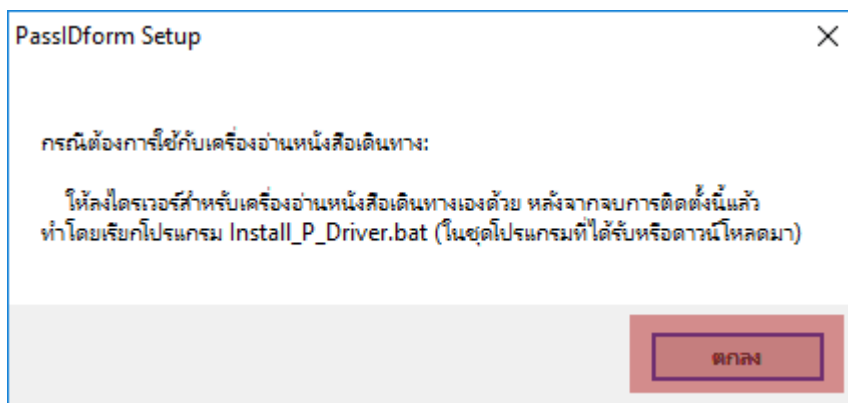 PassIDform Setup
กรณีต้องการใช้กับเครื่องอ่านหนังสือเดินทาง:
ให้ลงไดรเวอร์สำหรับเครื่องอ่านหนังสือเดินทางเองด้วย หลังจากจบการติดตั้งนี้แล้ว
ทำโดยเรียกโปรแกรม Install_P_Driver.bat (ในชุดโปรแกรมที่ได้รับหรือดาวน์โหลดมา)
ตกลง